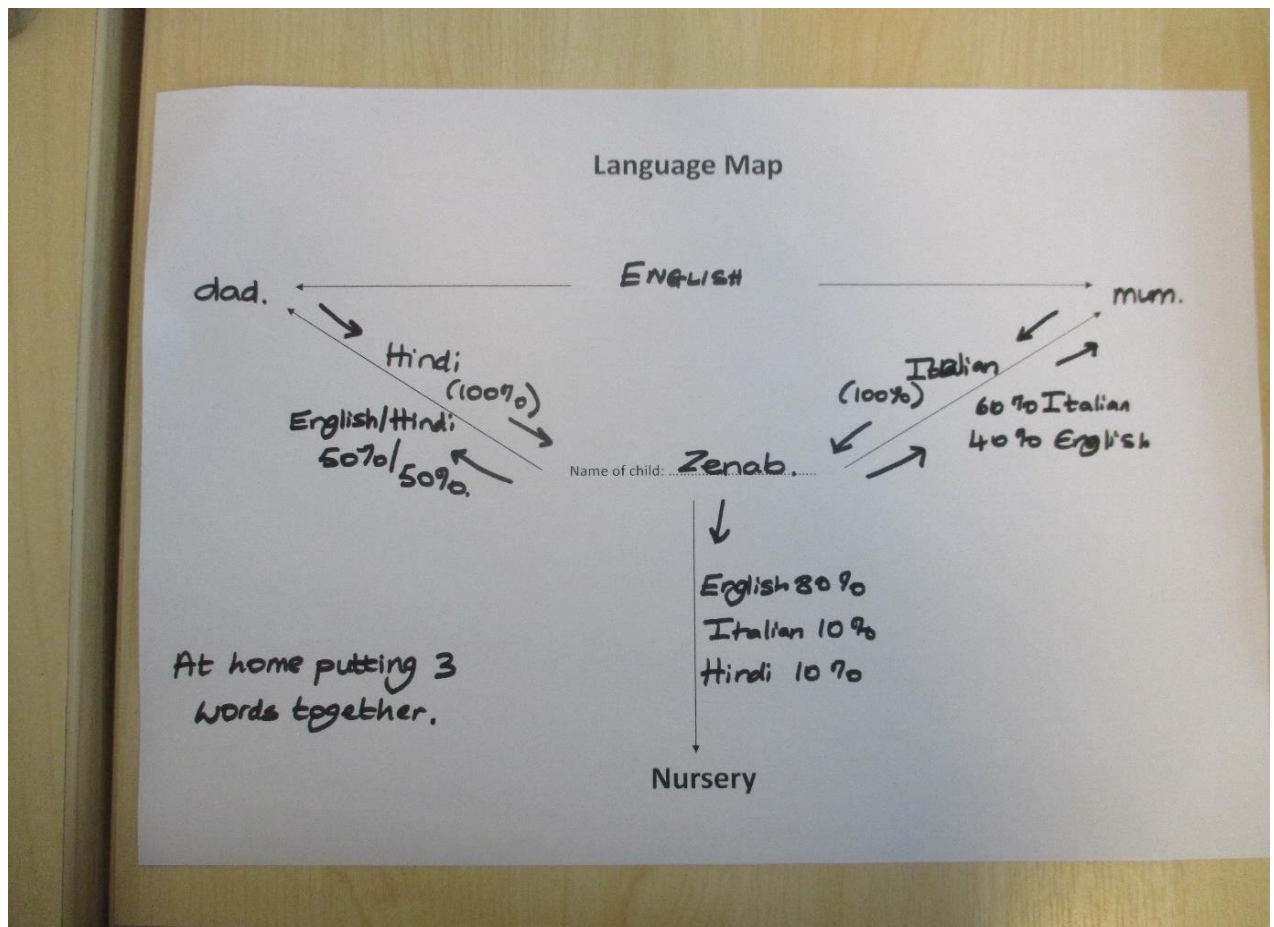 Language Map
ENGLISH
dad.
mum.
Hindi
(100%)
Italian
(100%)
English/Hindi
50%/
50%.
60% Italian
40% English
Name of child: Zenab.
English 80%
Italian 10%
Hindi 10%
At home putting 3
words together.
Nursery